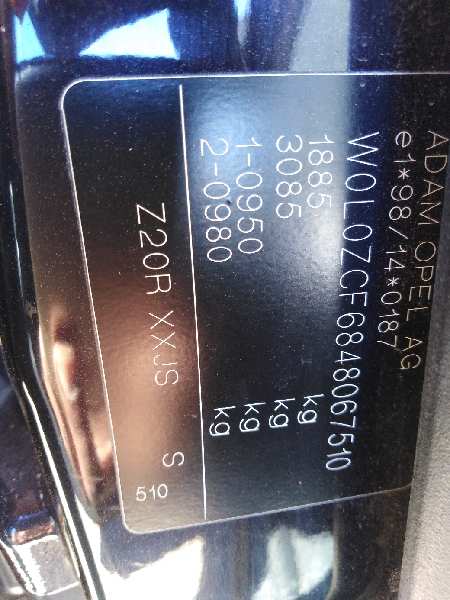 ADAM OPEL AG
e1*98/14*0187
W0L0ZCF6848067510
1885 kg
3085 kg
1-0950 kg
2-0980 kg
Z20R XXJS S
510